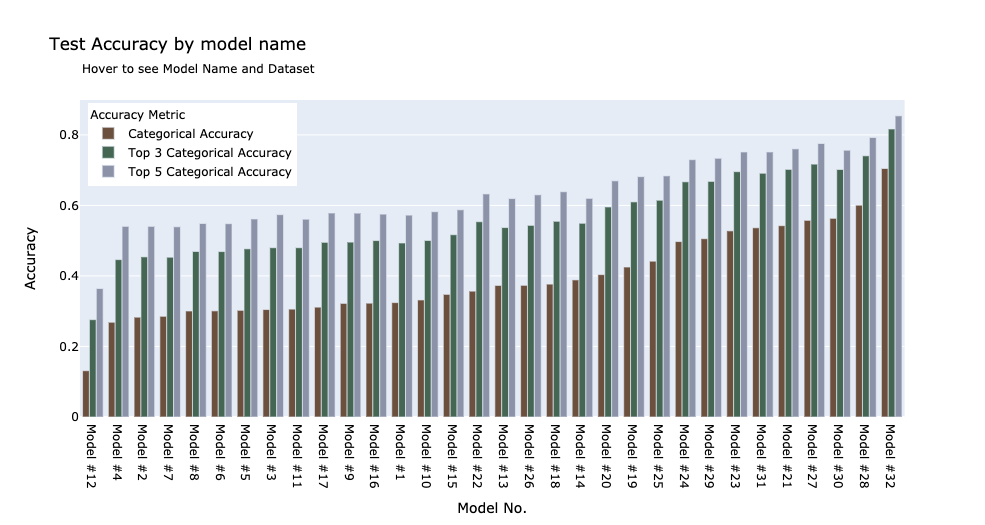 Test Accuracy by model name
Hover to see Model Name and Dataset
Accuracy Metric
Categorical Accuracy
Top 3 Categorical Accuracy
Top 5 Categorical Accuracy
0.8
0.6
0.4
0.2
0
Accuracy
Model #12
Model #4
Model #2
Model #7
Model #8
Model #6
Model #5
Model #3
Model #11
Model #17
Model #9
Model #16
Model #1
Model #10
Model #15
Model #22
Model #13
Model #26
Model #18
Model #14
Model #20
Model #19
Model #25
Model #24
Model #29
Model #23
Model #31
Model #21
Model #27
Model #30
Model #28
Model #32
Model No.